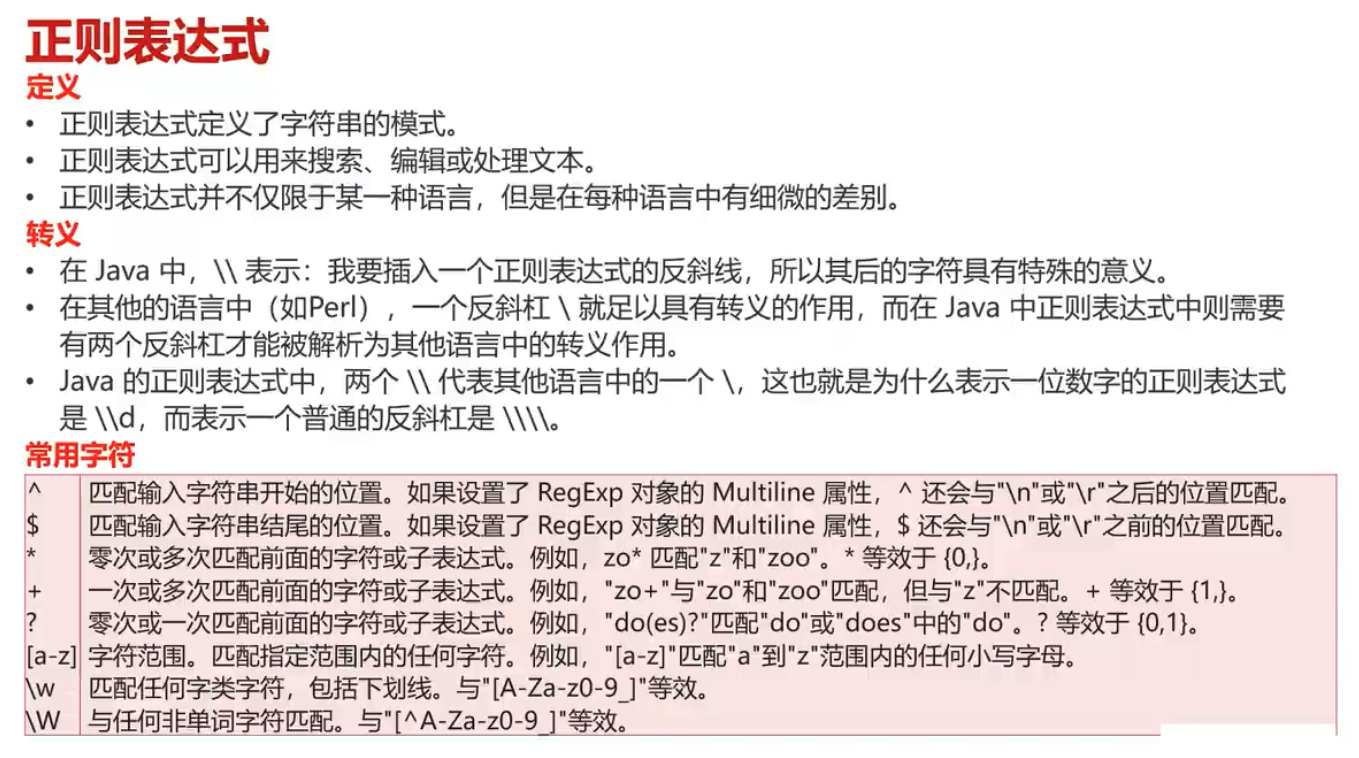 正则表达式
定义
• 正则表达式定义了字符串的模式。
• 正则表达式可以用来搜索、编辑或处理文本。
• 正则表达式并不仅限于某一种语言，但是在每种语言中有细微的差别。
转义
• 在 Java 中，\\ 表示：我要插入一个正则表达式的反斜线，所以其后的字符具有特殊的意义。
• 在其他的语言中（如Perl），一个反斜杠 \ 就足以具有转义的作用，而在 Java 中正则表达式中则需要
有两个反斜杠才能被解析为其他语言中的转义作用。
• Java 的正则表达式中，两个 \\ 代表其他语言中的一个 \，这也就是为什么表示一位数字的正则表达式
是 \\d，而表示一个普通的反斜杠是 \\\\。
常用字符
^ 匹配输入字符串开始的位置。如果设置了 RegExp 对象的 Multiline 属性，^ 还会与"\n"或"\r"之后的位置匹配。
$ 匹配输入字符串结尾的位置。如果设置了 RegExp 对象的 Multiline 属性，$ 还会与"\n"或"\r"之前的位置匹配。
* 零次或多次匹配前面的字符或子表达式。例如，zo* 匹配"z"和"zoo"。* 等效于 {0,}。
+ 一次或多次匹配前面的字符或子表达式。例如，"zo+"与"zo"和"zoo"匹配，但与"z"不匹配。+ 等效于 {1,}。
? 零次或一次匹配前面的字符或子表达式。例如，"do(es)?"匹配"do"或"does"中的"do"。? 等效于 {0,1}。
[a-z] 字符范围。匹配指定范围内的任何字符。例如，"[a-z]"匹配"a"到"z"范围内的任何小写字母。
\w 匹配任何字类字符，包括下划线。与"[A-Za-z0-9_]"等效。
\W 与任何非单词字符匹配。与"[^A-Za-z0-9_]"等效。